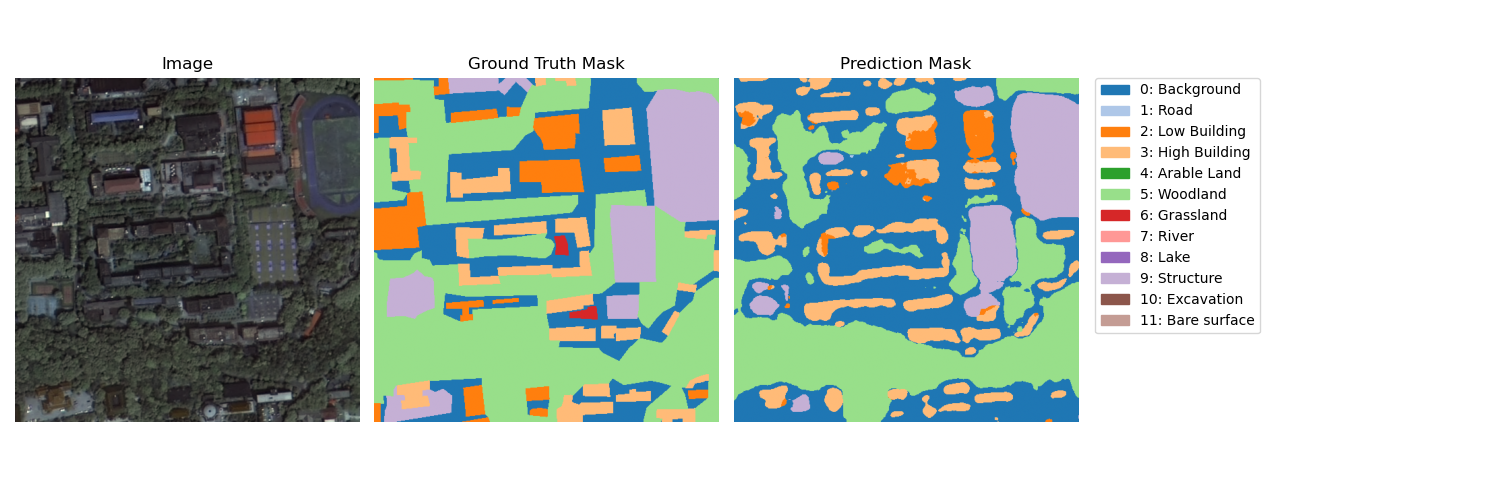 Image
Ground Truth Mask
Prediction Mask
0: Background
1: Road
2: Low Building
3: High Building
4: Arable Land
5: Woodland
6: Grassland
7: River
8: Lake
9: Structure
10: Excavation
11: Bare surface